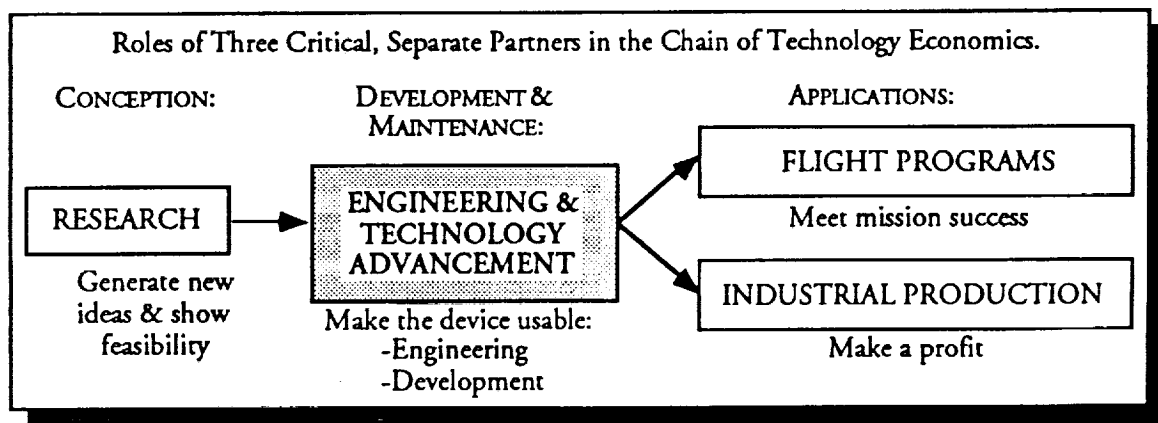 Roles of Three Critical, Separate Partners in the Chain of Technology Economics.
CONCEPTION:
RESEARCH
Generate new
ideas & show
feasibility
DEVELOPMENT &
MAINTENANCE:
ENGINEERING &
TECHNOLOGY
ADVANCEMENT
Make the device usable:
-Engineering
-Development
APPLICATIONS:
FLIGHT PROGRAMS
Meet mission success
INDUSTRIAL PRODUCTION
Make a profit